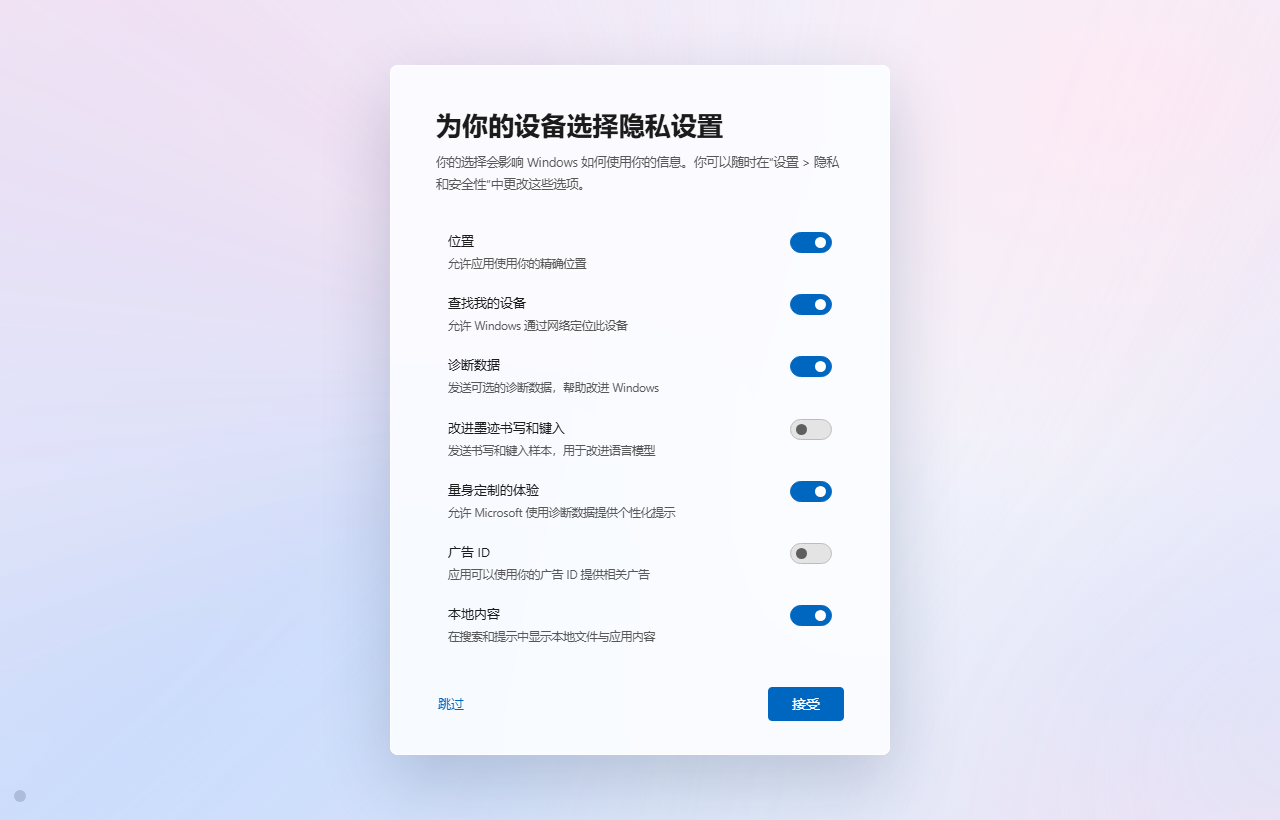 为你的设备选择隐私设置
你的选择会影响 Windows 如何使用你的信息。你可以随时在"设置 > 隐私
和安全性"中更改这些选项。
位置
允许应用使用你的精确位置
查找我的设备
允许 Windows 通过网络定位此设备
诊断数据
发送可选的诊断数据，帮助改进 Windows
改进墨迹书写和键入
发送书写和键入样本，用于改进语言模型
量身定制的体验
允许 Microsoft 使用诊断数据提供个性化提示
广告 ID
应用可以使用你的广告 ID 提供相关广告
本地内容
在搜索和提示中显示本地文件与应用内容
跳过
接受